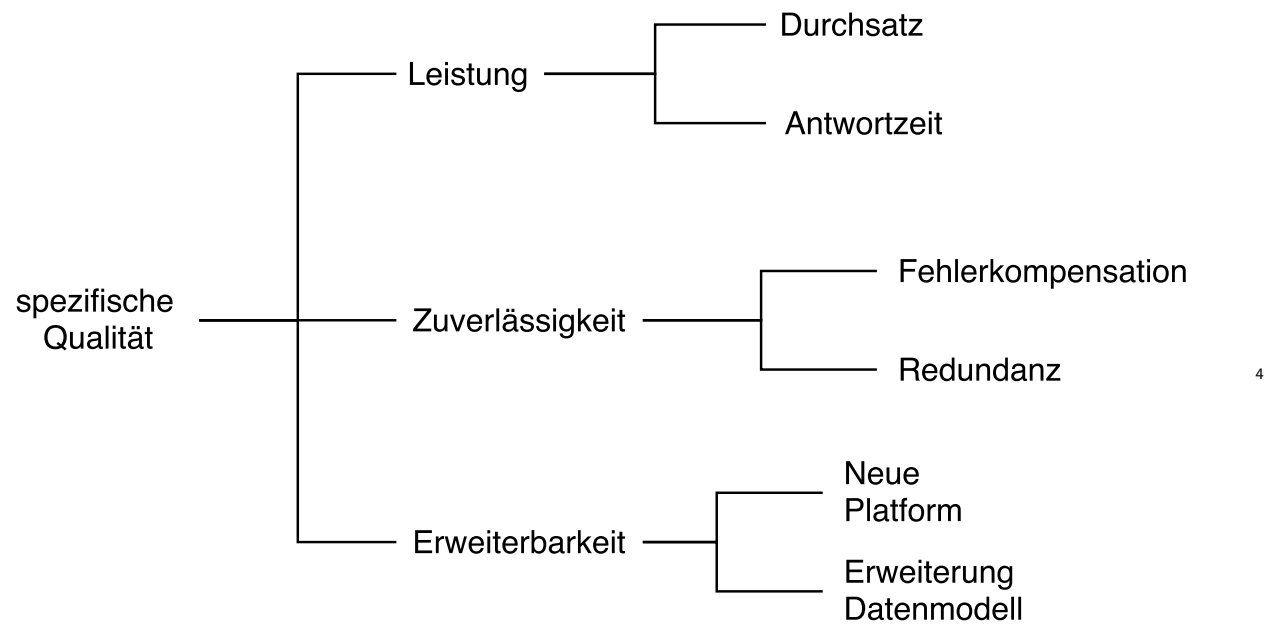 Durchsatz
Leistung
Antwortzeit
Fehlerkompensation
spezifische
Qualität
Zuverlässigkeit
Redundanz
4
Neue
Platform
Erweiterbarkeit
Erweiterung
Datenmodell